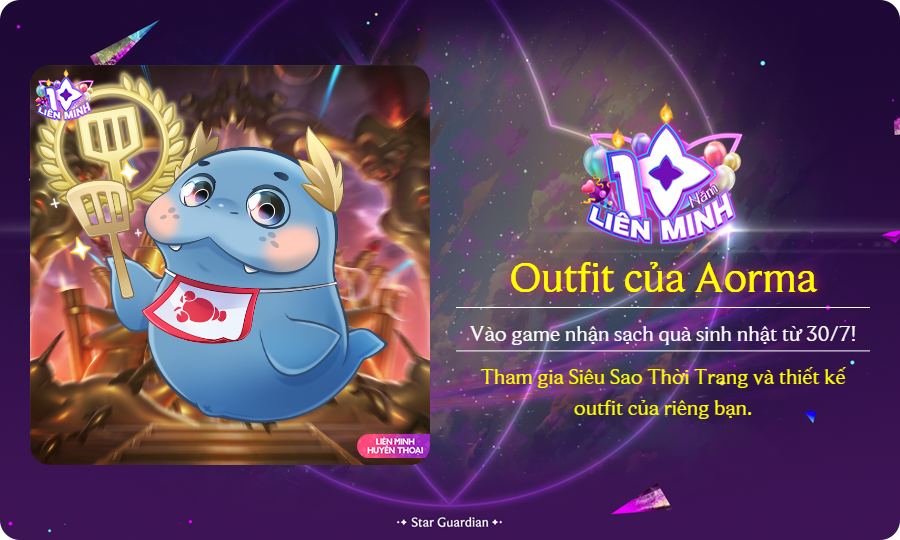 10
LIÊN MINH
10
Năm
LIÊN MINH
Outfit của Aorma
Vào game nhận sạch quà sinh nhật từ 30/7!
Tham gia Siêu Sao Thời Trang và thiết kế
outfit của riêng bạn.
LIÊN MINH
HUYỀN THOẠI
Star Guardian